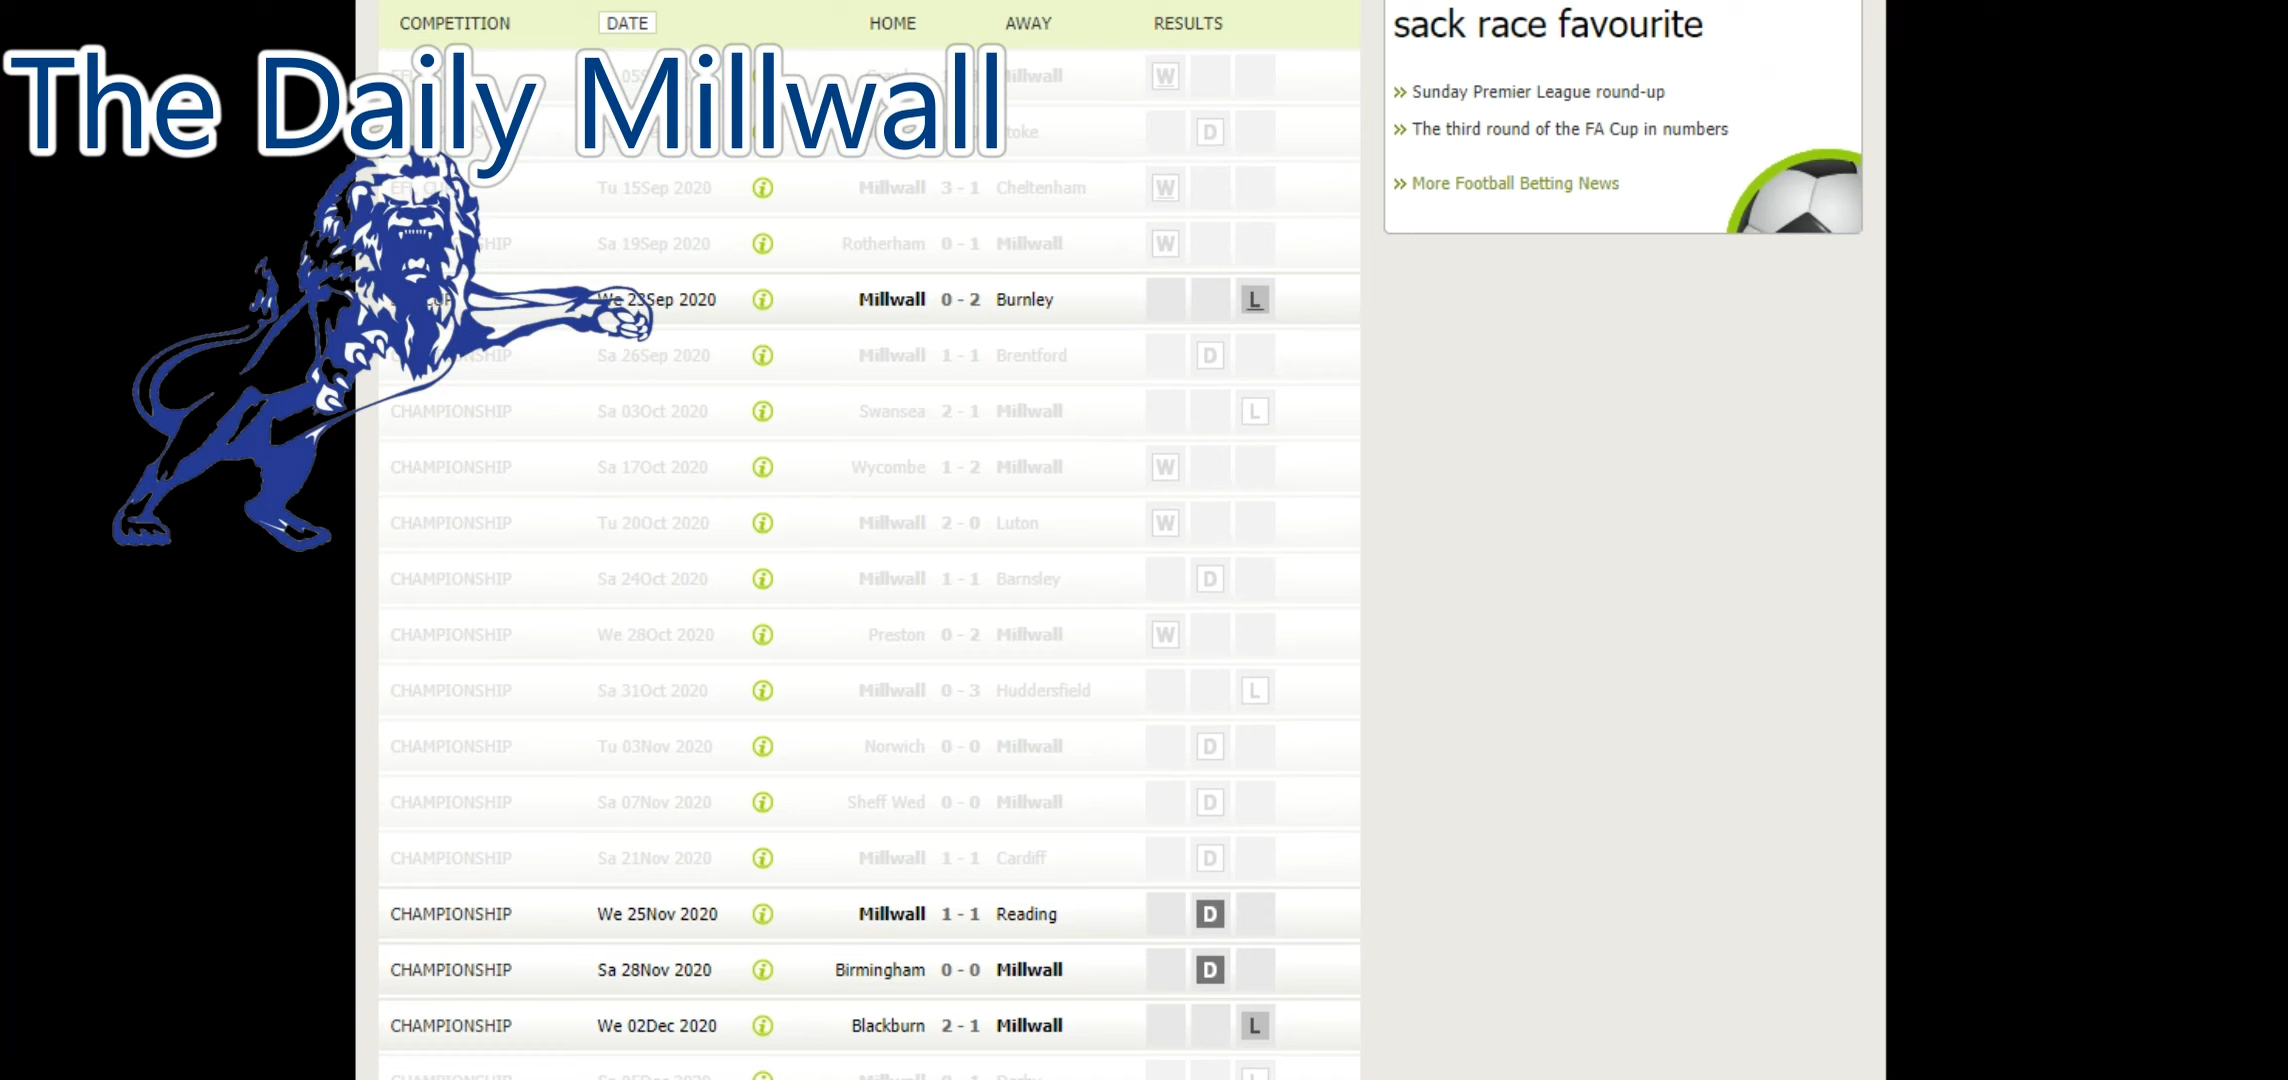 COMPETITION DATE HOME AWAY RESULTS
The Daily Millwall
Millwall W
Stoke D
Tu 15Sep 2020 Millwall 3 - 1 Cheltenham W
Sa 19Sep 2020 Rotherham 0 - 1 Millwall W
We 23Sep 2020 Millwall 0 - 2 Burnley L
Sa 26Sep 2020 Millwall 1 - 1 Brentford D
CHAMPIONSHIP Sa 03Oct 2020 Swansea 2 - 1 Millwall L
CHAMPIONSHIP Sa 17Oct 2020 Wycombe 1 - 2 Millwall W
CHAMPIONSHIP Tu 20Oct 2020 Millwall 2 - 0 Luton W
CHAMPIONSHIP Sa 24Oct 2020 Millwall 1 - 1 Barnsley D
CHAMPIONSHIP We 28Oct 2020 Preston 0 - 2 Millwall W
CHAMPIONSHIP Sa 31Oct 2020 Millwall 0 - 3 Huddersfield L
CHAMPIONSHIP Tu 03Nov 2020 Norwich 0 - 0 Millwall D
CHAMPIONSHIP Sa 07Nov 2020 Sheff Wed 0 - 0 Millwall D
CHAMPIONSHIP Sa 21Nov 2020 Millwall 1 - 1 Cardiff D
CHAMPIONSHIP We 25Nov 2020 Millwall 1 - 1 Reading D
CHAMPIONSHIP Sa 28Nov 2020 Birmingham 0 - 0 Millwall D
CHAMPIONSHIP We 02Dec 2020 Blackburn 2 - 1 Millwall L
sack race favourite
» Sunday Premier League round-up
» The third round of the FA Cup in numbers
» More Football Betting News